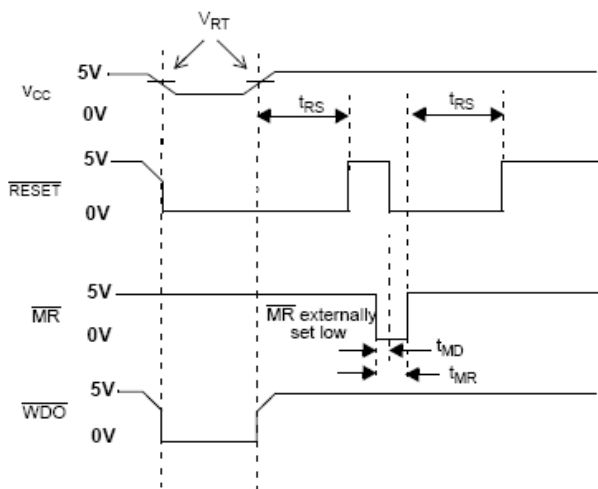 VRT
5V
VCC
0V
tRS
tRS
5V
RESET
0V
5V
MR
0V
MR externally
set low
tMD
tMR
5V
WDO
0V